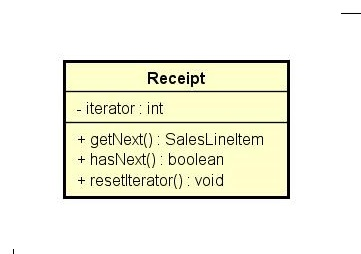 Receipt
- iterator : int
+ getNext() : SalesLineItem
+ hasNext() : boolean
+ resetIterator() : void